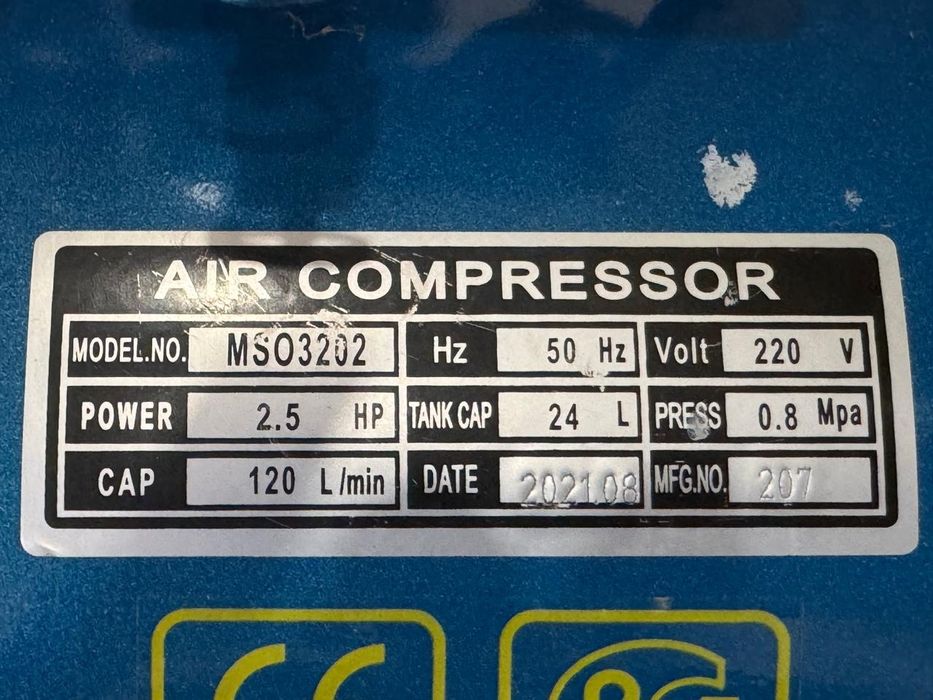 AIR COMPRESSOR
MODEL.NO. MSO3202 Hz 50 Hz Volt 220 V
POWER 2.5 HP TANK CAP 24 L PRESS 0.8 Mpa
CAP 120 L/min DATE 2021.08 MFG.NO. 207